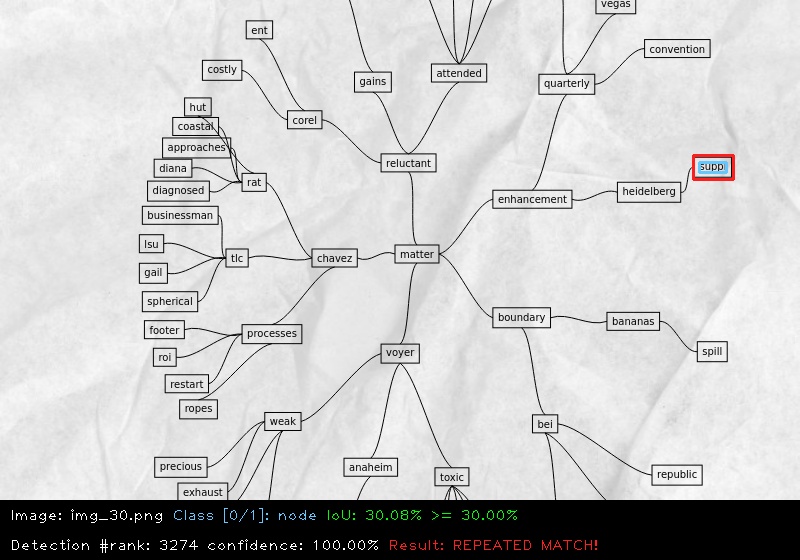 vegas
ent
convention
costly
attended
gains
quarterly
hut
corel
coastal
approaches
reluctant
supp
diana
rat
diagnosed
heidelberg
enhancement
businessman
lsu
matter
tlc
chavez
gail
spherical
boundary
bananas
footer
processes
voyer
spill
roi
restart
ropes
weak
bei
precious
anaheim
republic
toxic
exhaust
Image: img_30.png Class [0/1]: node IoU: 30.08% >= 30.00%
Detection #rank: 3274 confidence: 100.00% Result: REPEATED MATCH!